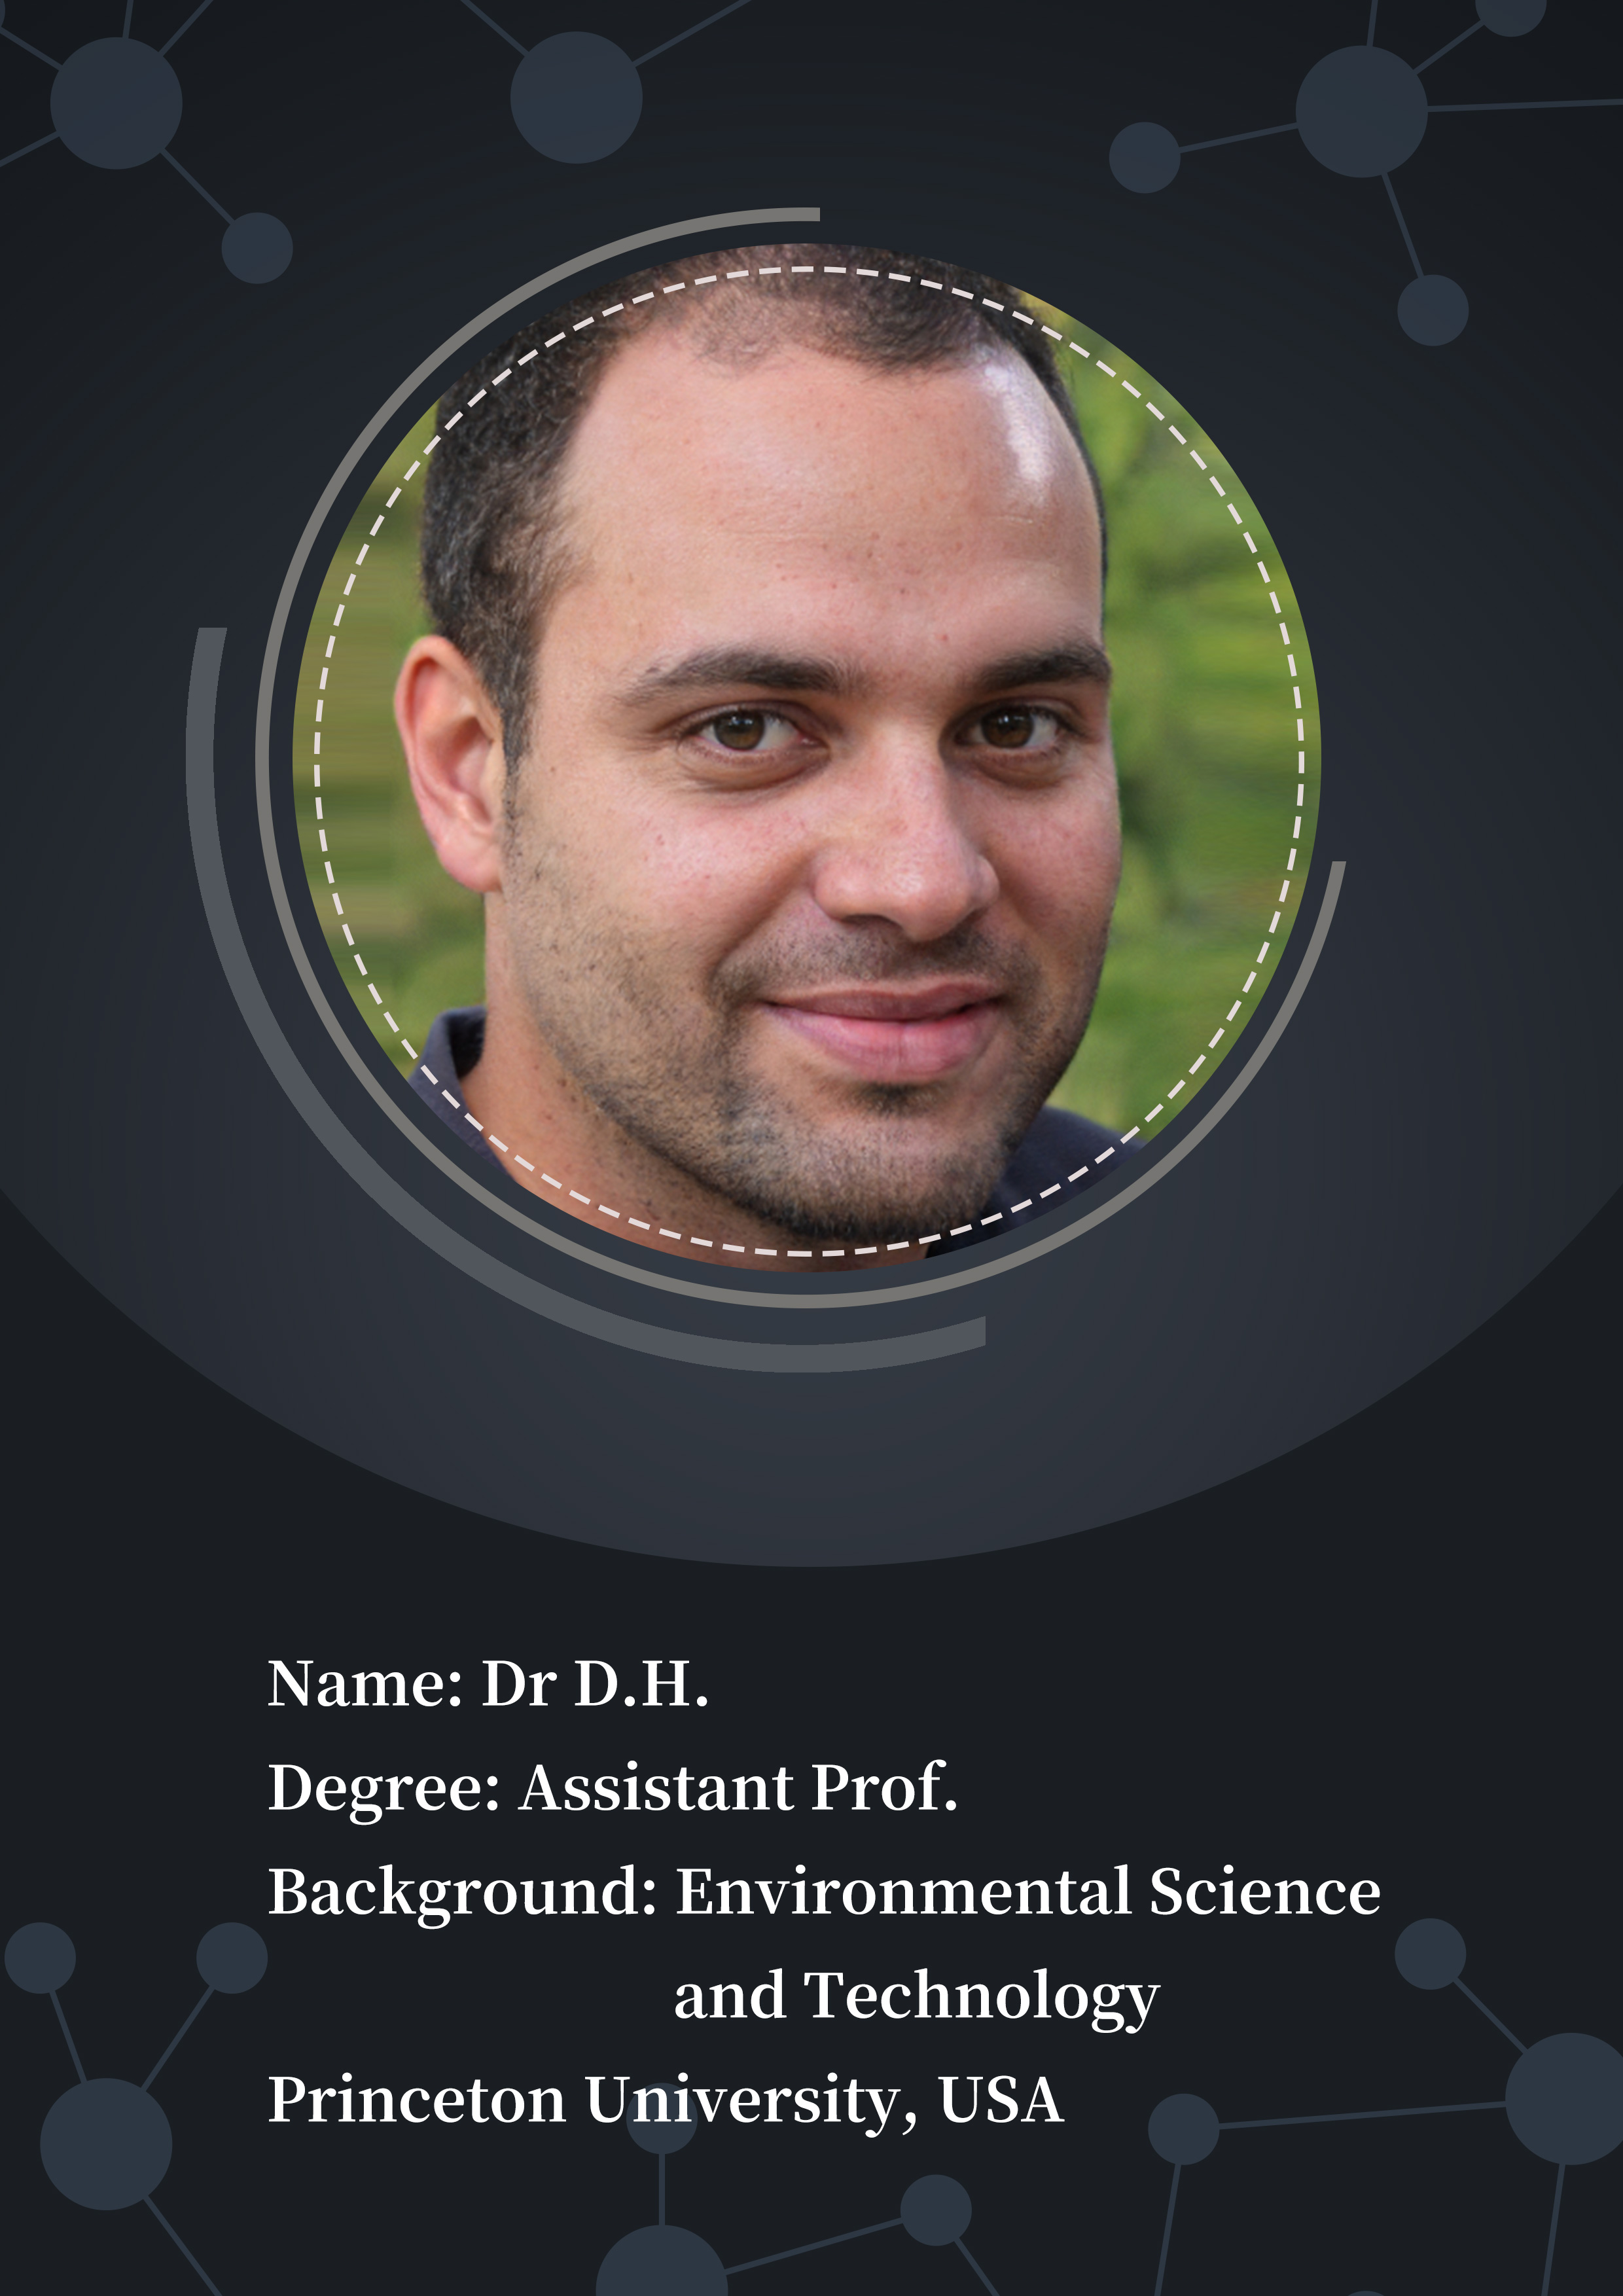 Name: Dr D.H.
Degree: Assistant Prof.
Background: Environmental Science
and Technology
Princeton University, USA